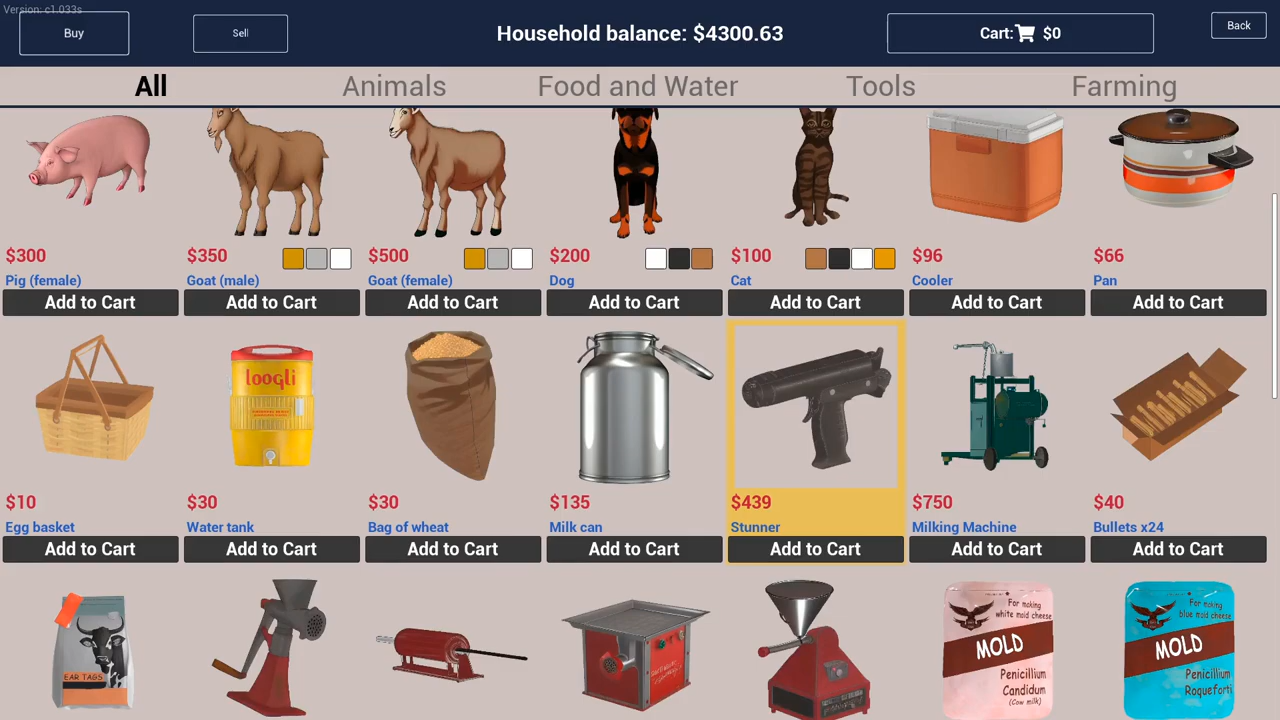 Version: c1.033s
Buy
Sell
Household balance: $4300.63
Cart: $0
Back
All
Animals
Food and Water
Tools
Farming
$300
Pig (female)
Add to Cart
$350
Goat (male)
Add to Cart
$500
Goat (female)
Add to Cart
$200
Dog
Add to Cart
$100
Cat
Add to Cart
$96
Cooler
Add to Cart
$66
Pan
Add to Cart
$10
Egg basket
Add to Cart
loogli
$30
Water tank
Add to Cart
$30
Bag of wheat
Add to Cart
$135
Milk can
Add to Cart
$439
Stunner
Add to Cart
$750
Milking Machine
Add to Cart
$40
Bullets x24
Add to Cart
EAR TAGS
For making
white mold cheese
MOLD
Penicillium
Candidum
(Cow milk)
For making
blue mold cheese
MOLD
Penicillium
Roqueforti